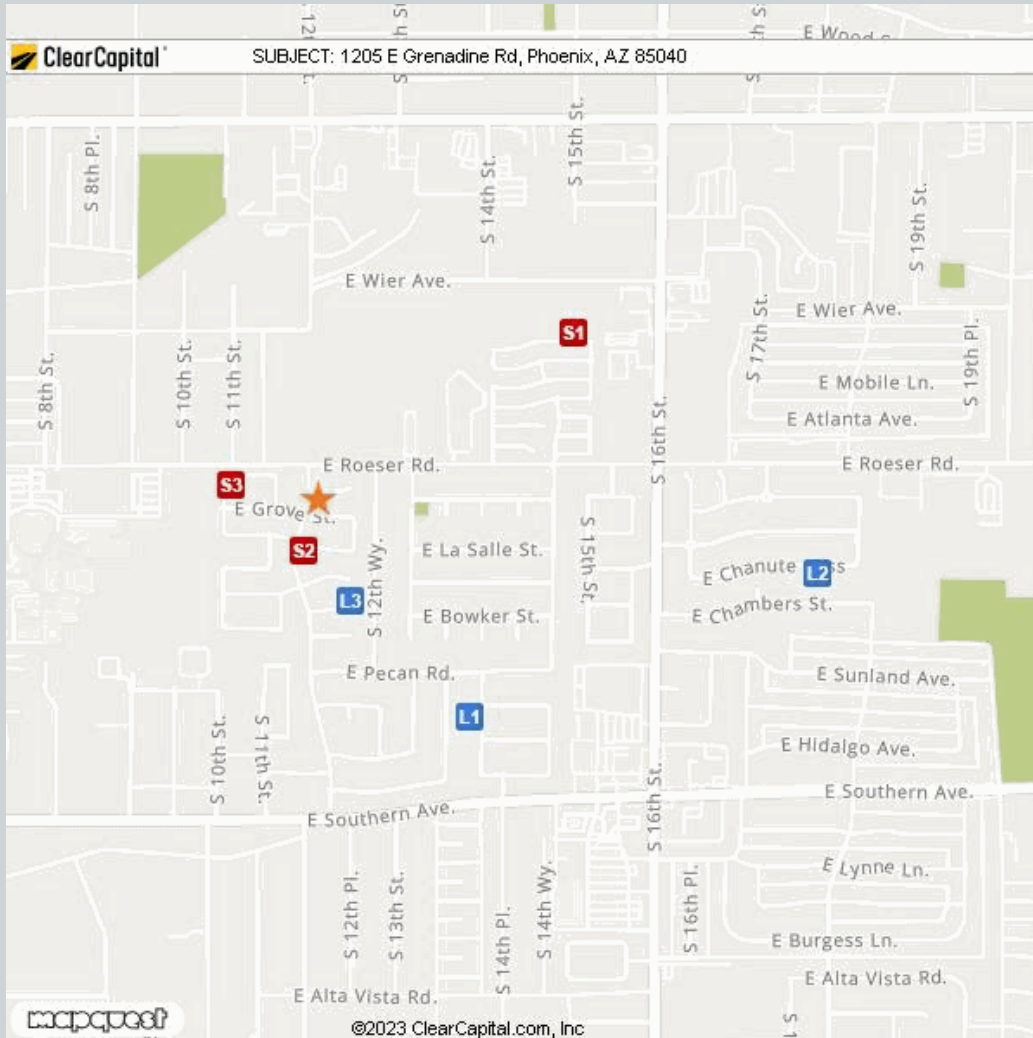 E Wood
ClearCapital
SUBJECT: 1205 E Grenadine Rd, Phoenix, AZ 85040
S 8th Pl.
S 14th St.
S 15th St.
S 19th St.
E Wier Ave.
E Wier Ave.
S 17th St.
S1
S 8th St.
S 10th St.
S 11th St.
S 16th St.
E Mobile Ln.
S 19th Pl.
E Atlanta Ave.
E Roeser Rd.
E Roeser Rd.
S3
E Grove St.
S2
E La Salle St.
S 15th St.
E Chanute
L2
ss
L3
S 12th Wy.
E Bowker St.
E Chambers St.
E Pecan Rd.
E Sunland Ave.
L1
S 10th St.
S 11th St.
E Hidalgo Ave.
S 16th St.
E Southern Ave.
E Southern Ave.
S 12th Pl.
S 13th St.
S 14th Pl.
S 14th Wy.
S 16th Pl.
E Lynne Ln.
E Burgess Ln.
E Alta Vista Rd.
E Alta Vista Rd.
mapquest
©2023 ClearCapital.com, Inc